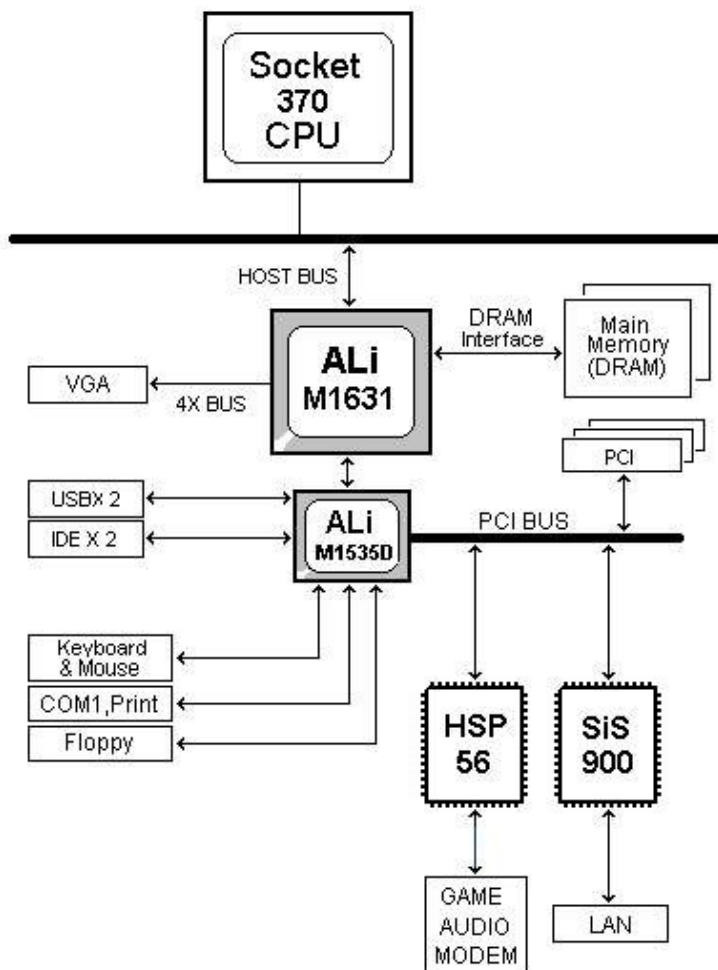 Socket
370
CPU
HOST BUS
ALi
M1631
DRAM
Interface
Main
Memory
(DRAM)
VGA
4X BUS
PCI
USBX 2
IDE X 2
ALi
M1535D
PCI BUS
Keyboard
& Mouse
COM1,Print
Floppy
HSP
56
SiS
900
GAME
AUDIO
MODEM
LAN